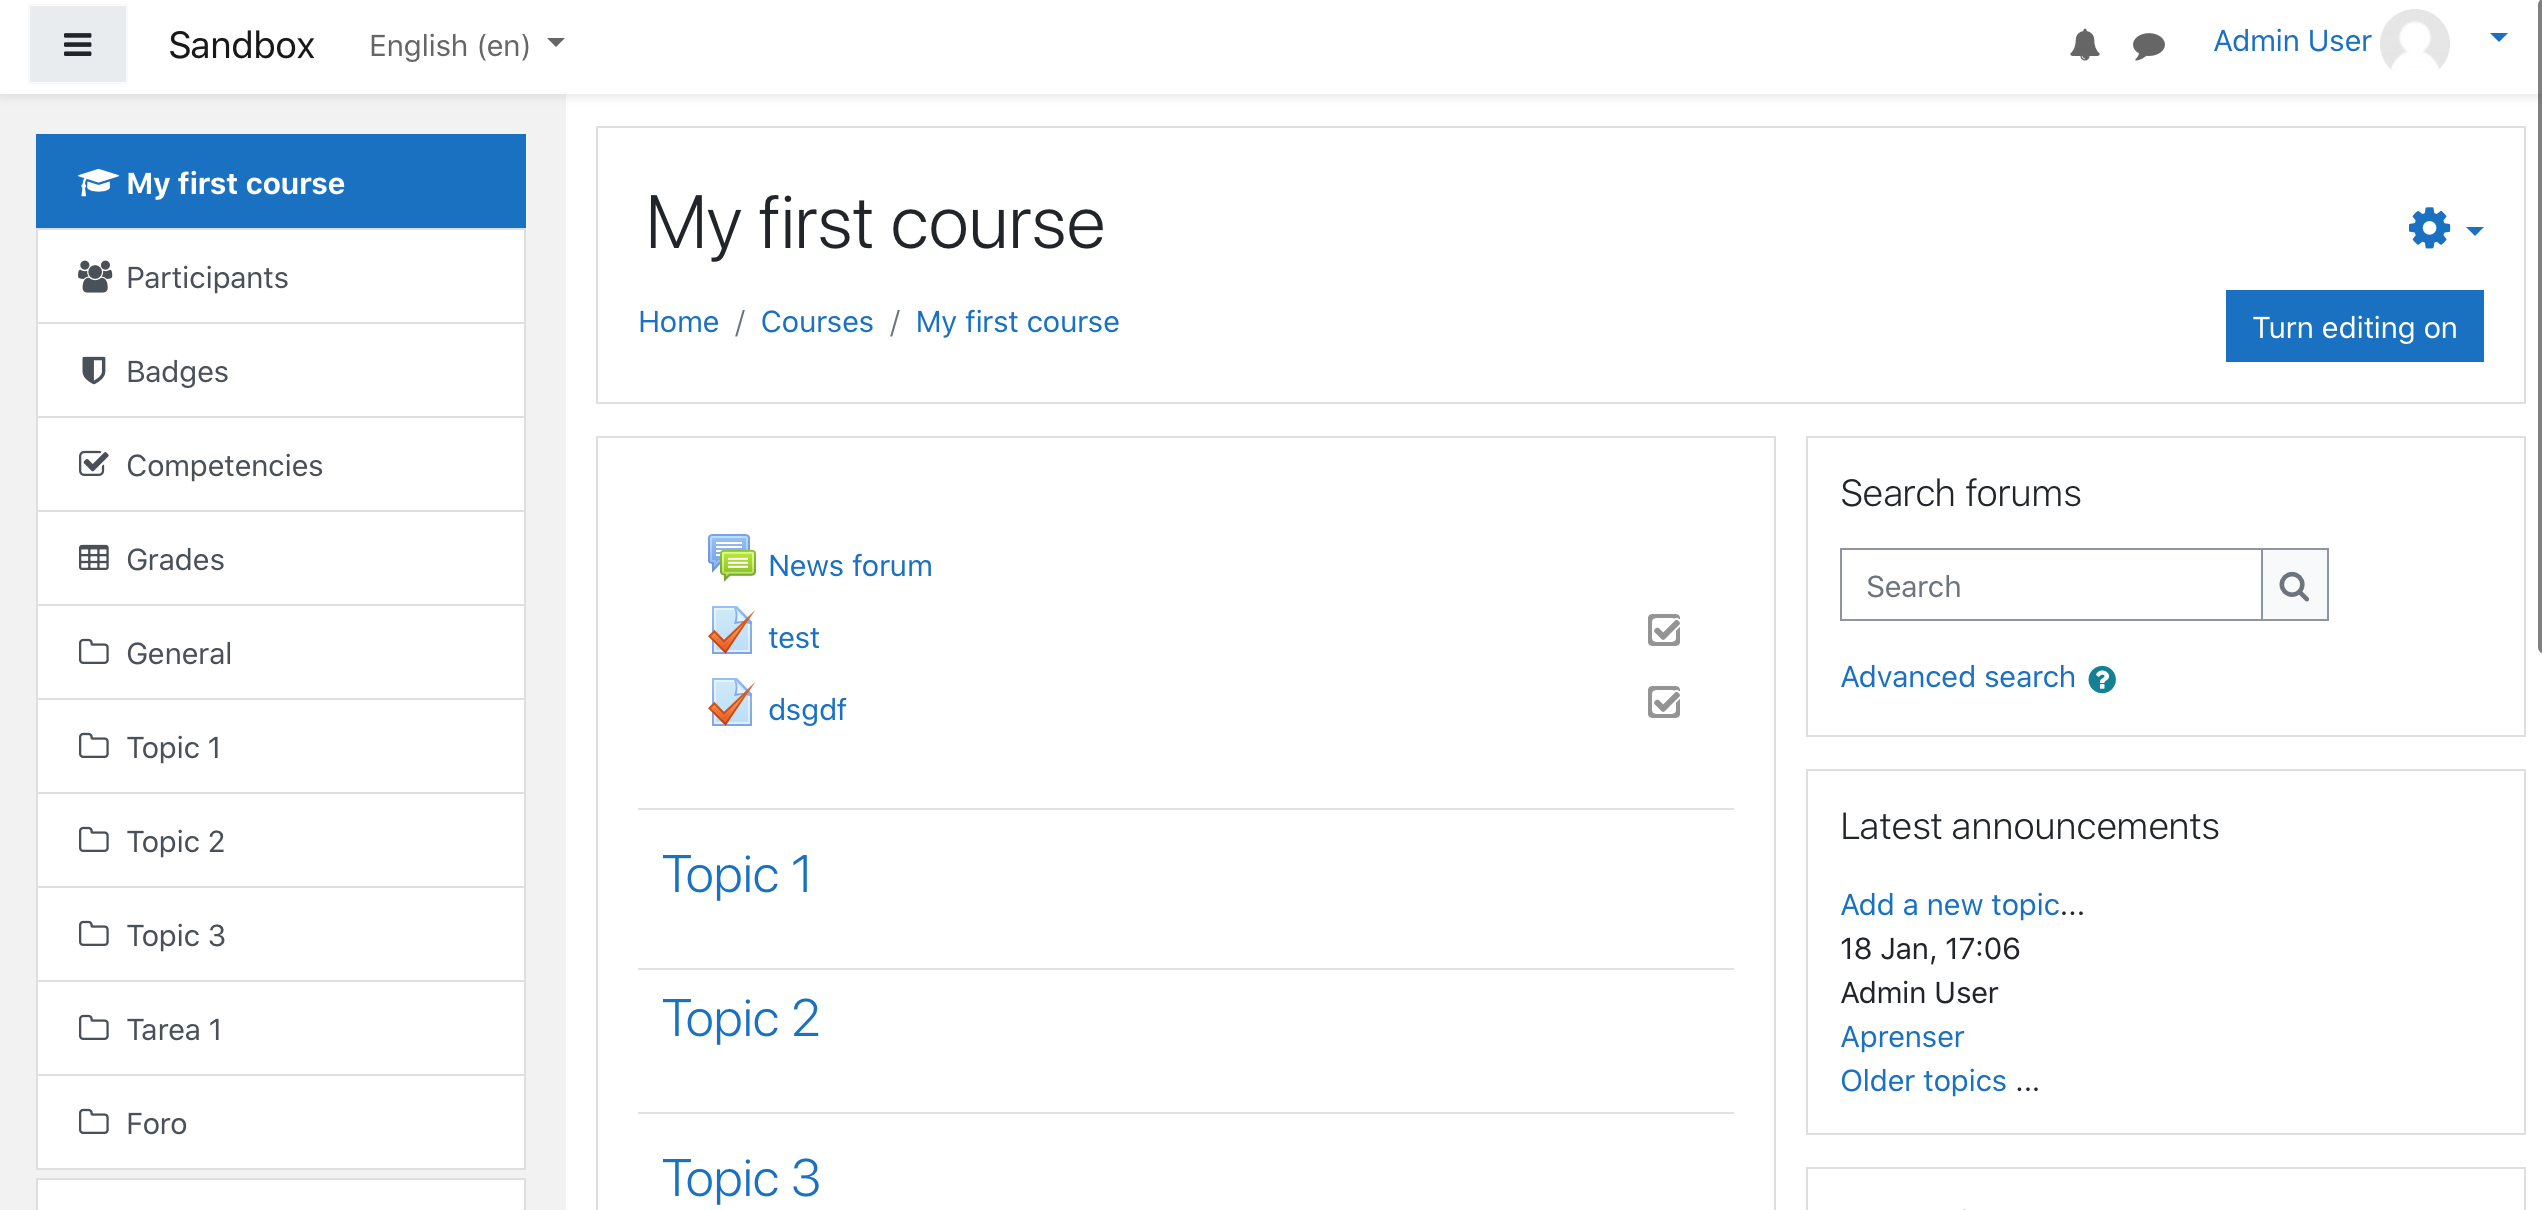 Sandbox English (en)
Admin User
My first course
Participants
Badges
Competencies
Grades
General
Topic 1
Topic 2
Topic 3
Tarea 1
Foro
My first course
Home / Courses / My first course
Turn editing on
News forum
test
dsgdf
Topic 1
Topic 2
Topic 3
Search forums
Search
Advanced search
Latest announcements
Add a new topic...
18 Jan, 17:06
Admin User
Aprenser
Older topics ...